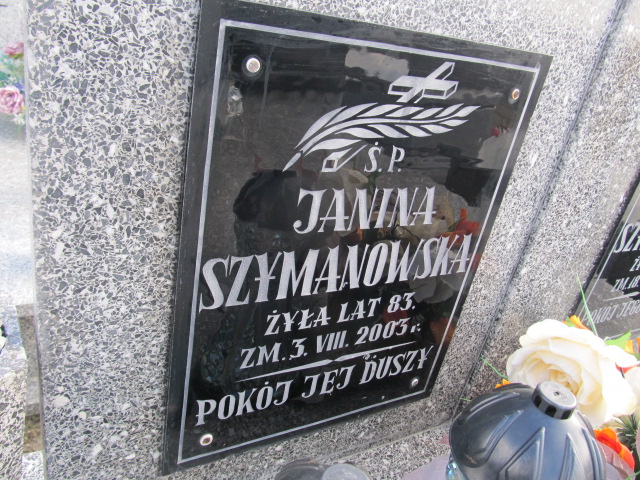 Ś.P.
JANINA
SZYMANOWSKA
ŻYŁA LAT 83.
ZM. 3. VIII. 2003 r.
POKÓJ JEJ DUSZY